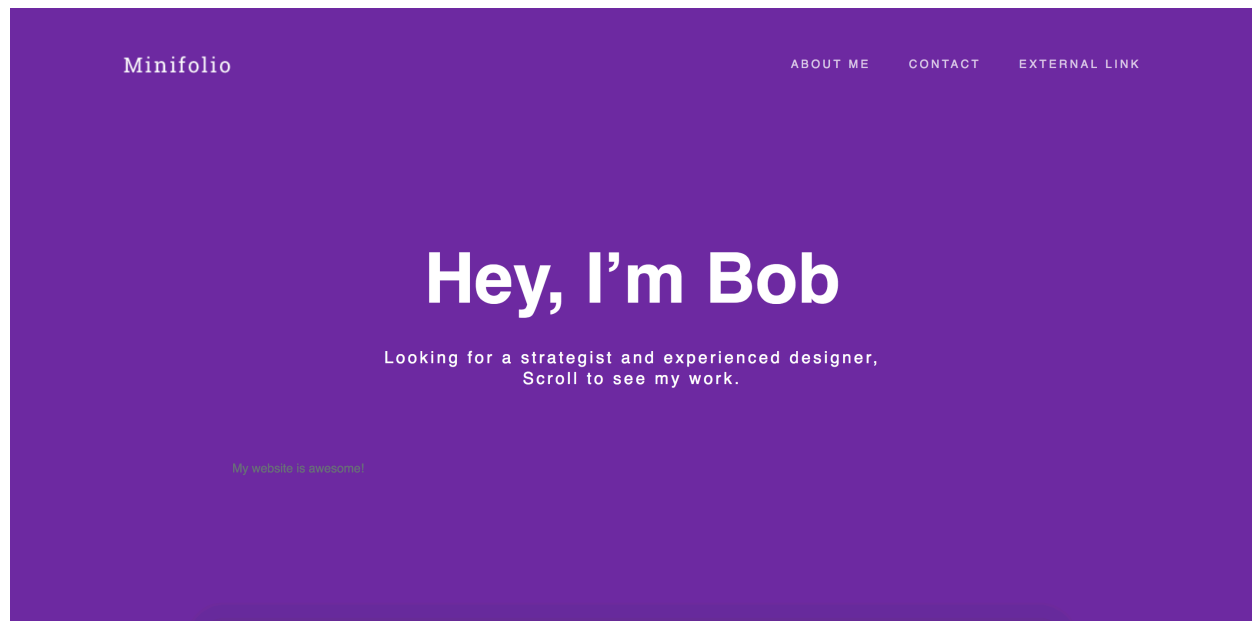 Minifolio
ABOUT ME
CONTACT
EXTERNAL LINK
Hey, I’m Bob
Looking for a strategist and experienced designer,
Scroll to see my work.
My website is awesome!